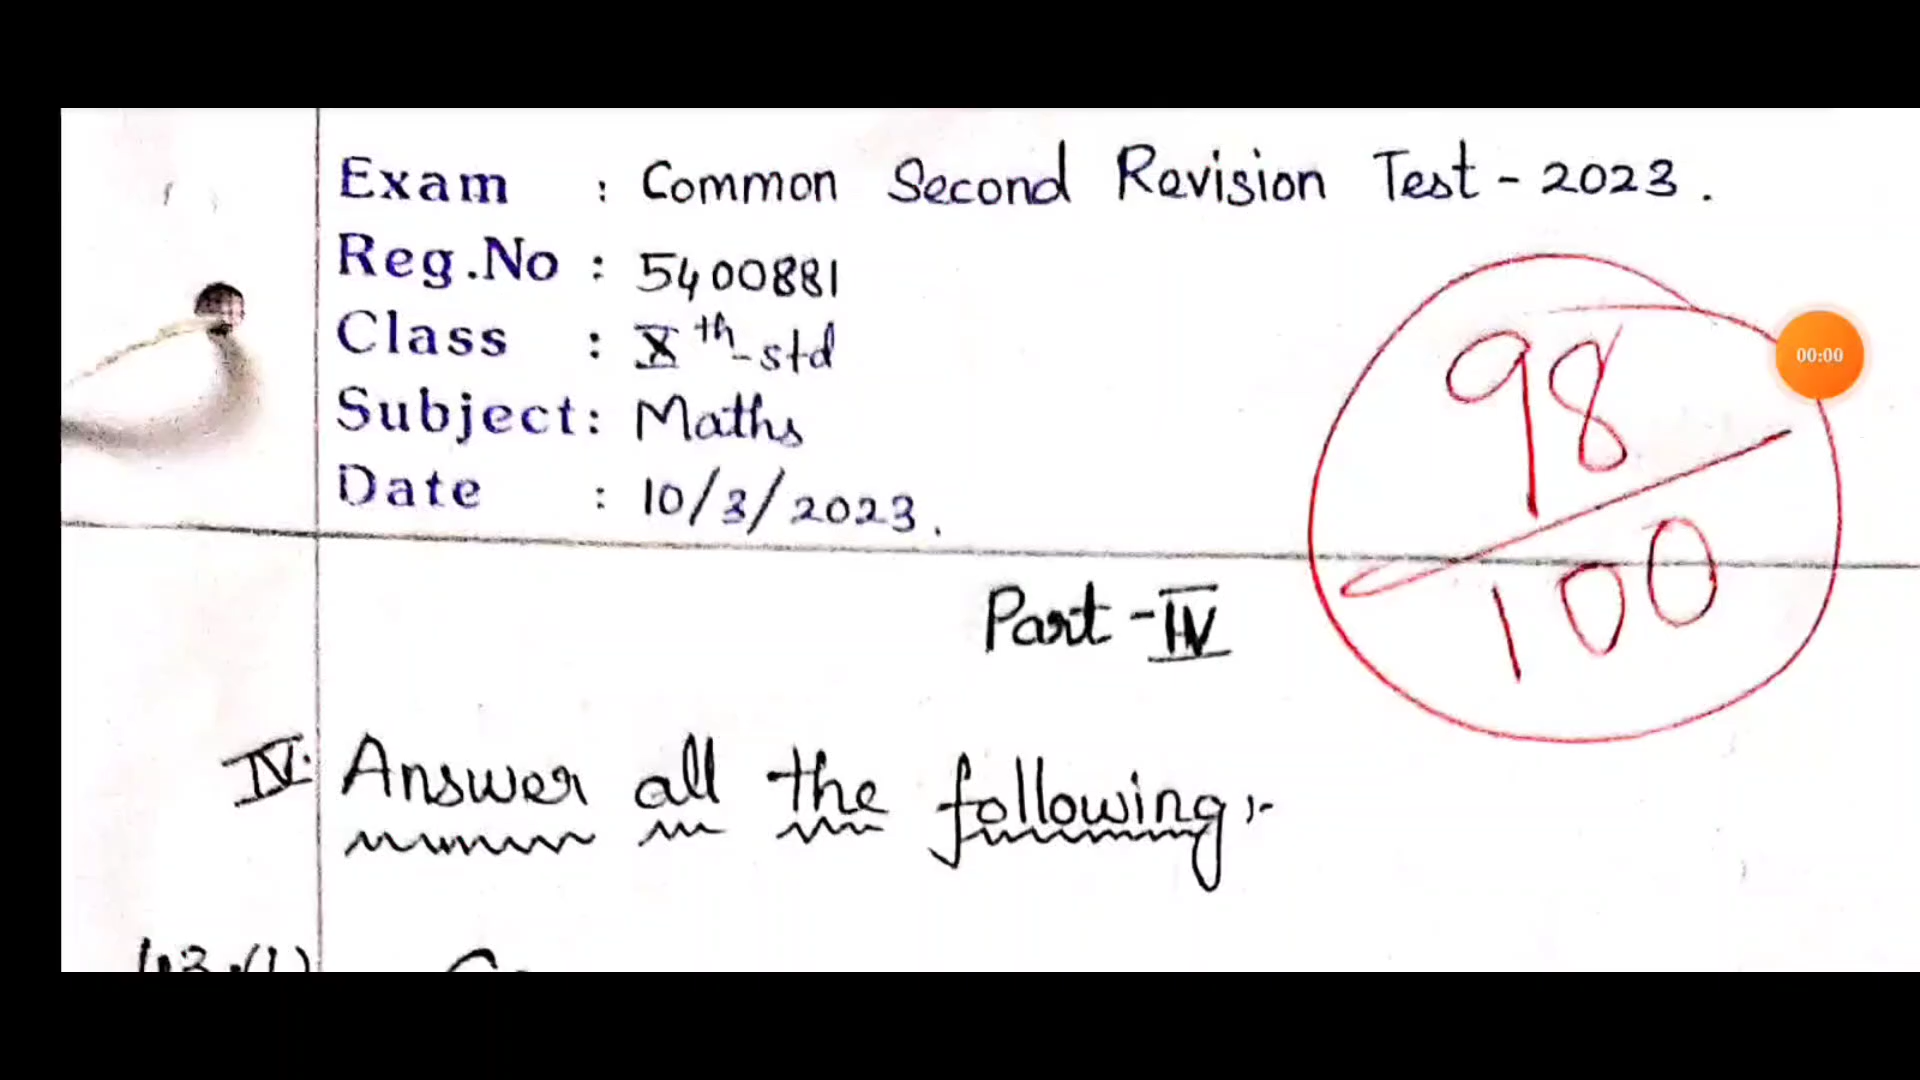 Exam : Common Second Revision Test - 2023.
Reg.No : 5400881
Class : Xth-std
Subject: Maths
Date : 10/3/2023.
98
100
00:00
Part - IV
IV. Answer all the following:-